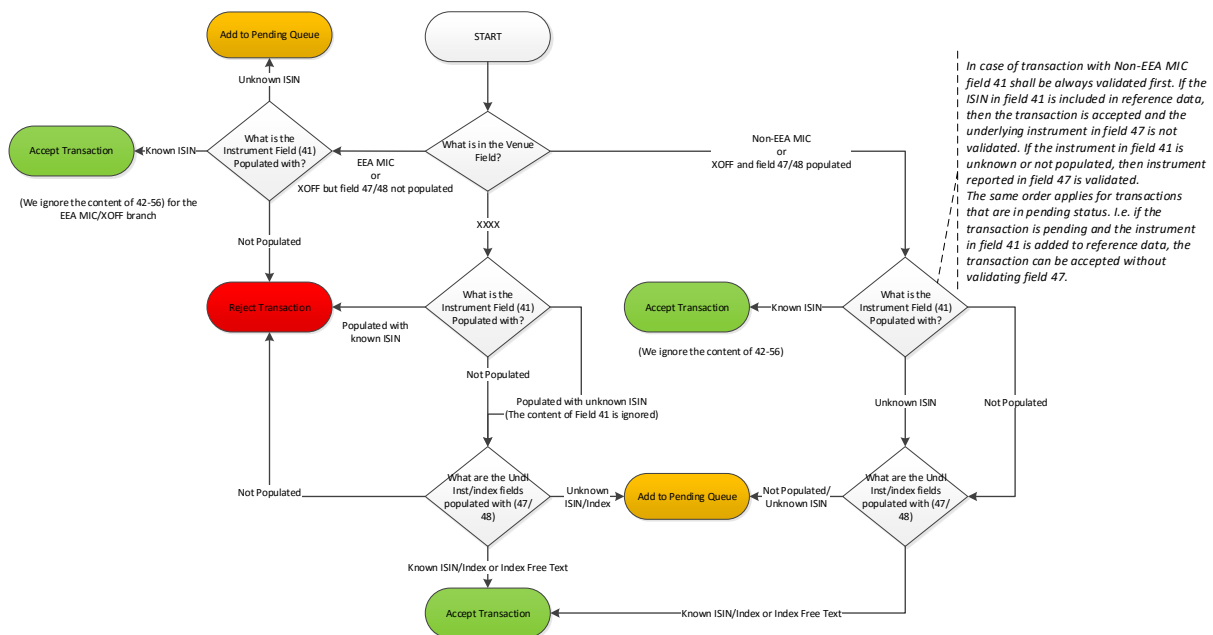 Add to Pending Queue
START
Unknown ISIN
In case of transaction with Non-EEA MIC
field 41 shall be always validated first. If the
ISIN in field 41 is included in reference data,
then the transaction is accepted and the
underlying instrument in field 47 is not
validated. If the instrument in field 41 is
unknown or not populated, then instrument
reported in field 47 is validated.
The same order applies for transactions
that are in pending status. I.e. if the
transaction is pending and the instrument
in field 41 is added to reference data, the
transaction can be accepted without
validating field 47.
Accept Transaction
Known ISIN
What is the
Instrument Field (41)
Populated with?
EEA MIC
or
XOFF but field 47/48 not populated
What is in the Venue
Field?
Non-EEA MIC
or
XOFF and field 47/48 populated
(We ignore the content of 42-56) for the
EEA MIC/XOFF branch
Not Populated
XXXX
Reject Transaction
Populated with
known ISIN
What is the
Instrument Field (41)
Populated with?
Accept Transaction
Known ISIN
What is the
Instrument Field (41)
Populated with?
(We ignore the content of 42-56)
Not Populated
Populated with unknown ISIN
(The content of Field 41 is ignored)
Unknown ISIN
Not Populated
Not Populated
What are the Undl
Inst/index fields
populated with (47/
48)
Unknown
ISIN/Index
Add to Pending Queue
Not Populated/
Unknown ISIN
What are the Undl
Inst/index fields
populated with (47/
48)
Known ISIN/Index or Index Free Text
Accept Transaction
Known ISIN/Index or Index Free Text